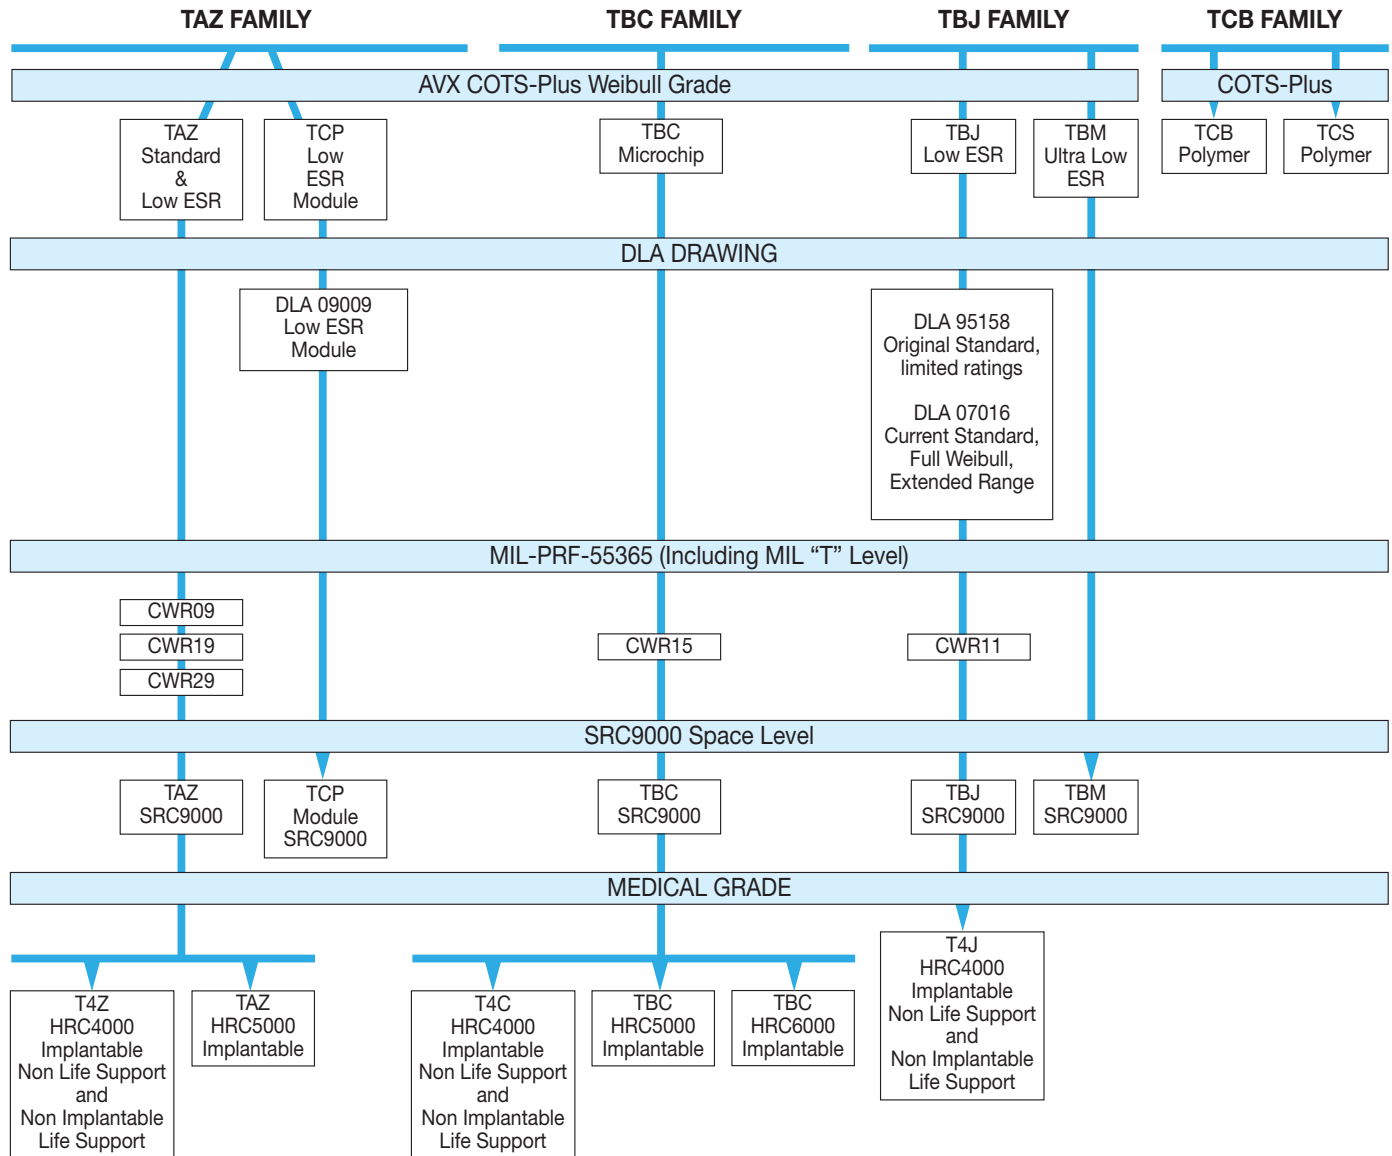 TAZ FAMILY
TBC FAMILY
TBJ FAMILY
TCB FAMILY
AVX COTS-Plus Weibull Grade
COTS-Plus
TAZ
Standard
&
Low ESR
TCP
Low
ESR
Module
TBC
Microchip
TBJ
Low ESR
TBM
Ultra Low
ESR
TCB
Polymer
TCS
Polymer
DLA DRAWING
DLA 09009
Low ESR
Module
DLA 95158
Original Standard,
limited ratings
DLA 07016
Current Standard,
Full Weibull,
Extended Range
MIL-PRF-55365 (Including MIL “T” Level)
CWR09
CWR19
CWR29
CWR15
CWR11
SRC9000 Space Level
TAZ
SRC9000
TCP
Module
SRC9000
TBC
SRC9000
TBJ
SRC9000
TBM
SRC9000
MEDICAL GRADE
T4Z
HRC4000
Implantable
Non Life Support
and
Non Implantable
Life Support
TAZ
HRC5000
Implantable
T4C
HRC4000
Implantable
Non Life Support
and
Non Implantable
Life Support
TBC
HRC5000
Implantable
TBC
HRC6000
Implantable
T4J
HRC4000
Implantable
Non Life Support
and
Non Implantable
Life Support